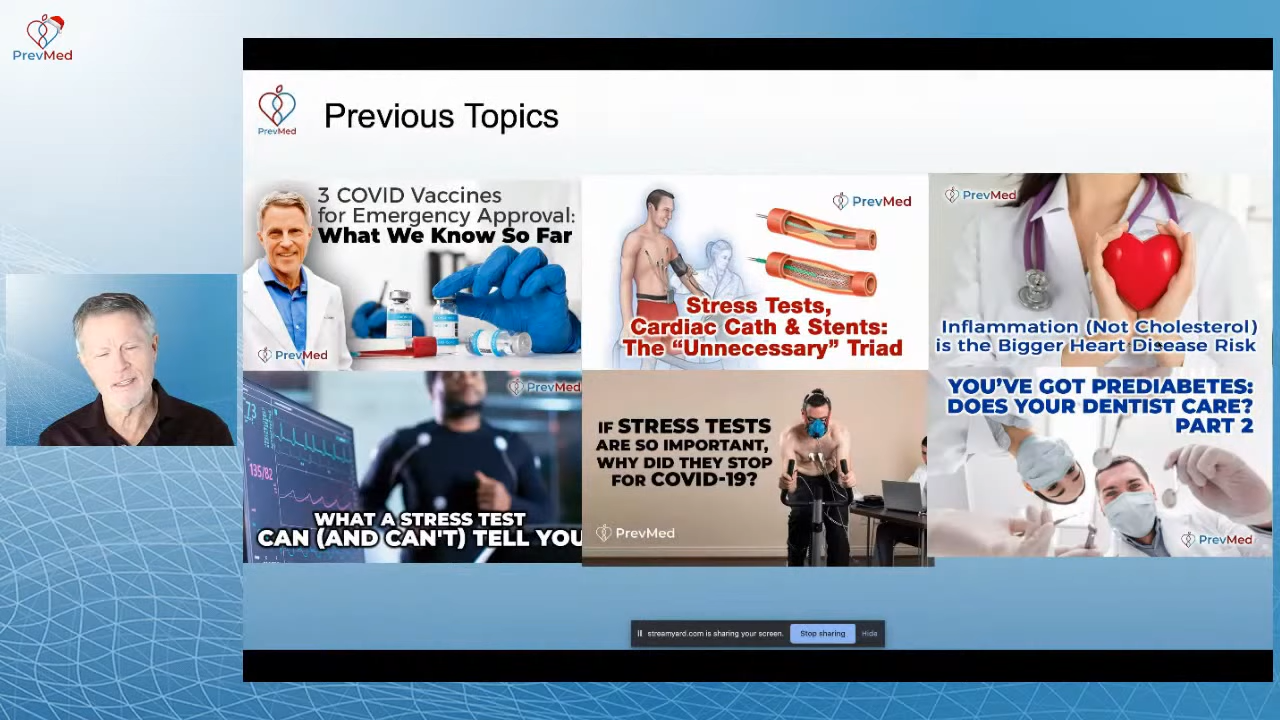 PrevMed
PrevMed
Previous Topics
3 COVID Vaccines
for Emergency Approval:
What We Know So Far
PrevMed
PrevMed
Stress Tests,
Cardiac Cath & Stents:
The “Unnecessary” Triad
PrevMed
Inflammation (Not Cholesterol)
is the Bigger Heart Disease Risk
PrevMed
73
135/82
WHAT A STRESS TEST
CAN (AND CAN'T) TELL YOU
IF STRESS TESTS
ARE SO IMPORTANT,
WHY DID THEY STOP
FOR COVID-19?
PrevMed
YOU’VE GOT PREDIABETES:
DOES YOUR DENTIST CARE?
PART 2
PrevMed
streamyard.com is sharing your screen. Stop sharing Hide